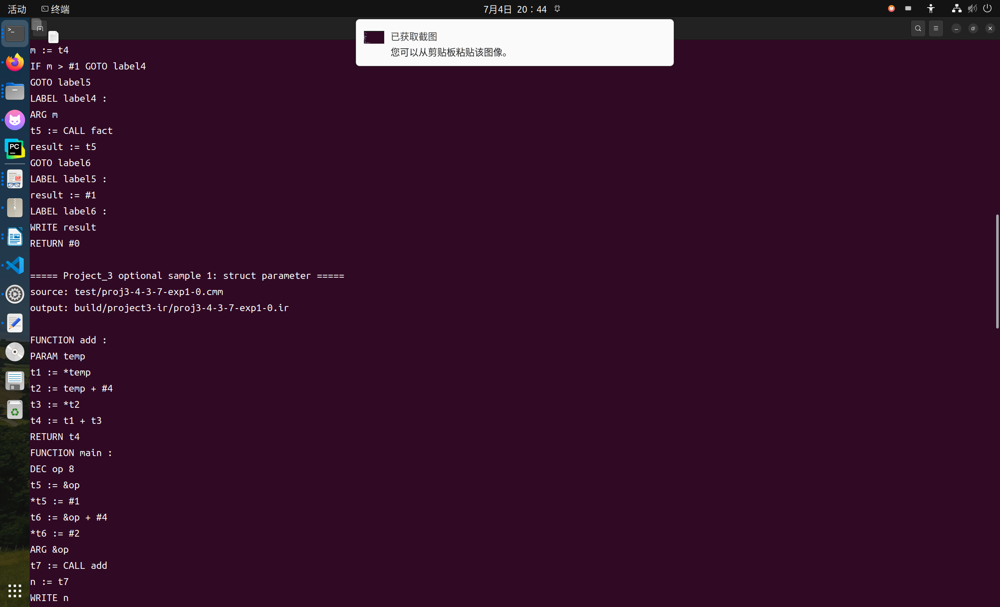 活动 终端 7月4日 20：44
已获取截图
您可以从剪贴板粘贴该图像。
m := t4
IF m > #1 GOTO label4
GOTO label5
LABEL label4 :
ARG m
t5 := CALL fact
result := t5
GOTO label6
LABEL label5 :
result := #1
LABEL label6 :
WRITE result
RETURN #0
===== Project_3 optional sample 1: struct parameter =====
source: test/proj3-4-3-7-exp1-0.cmm
output: build/project3-ir/proj3-4-3-7-exp1-0.ir
FUNCTION add :
PARAM temp
t1 := *temp
t2 := temp + #4
t3 := *t2
t4 := t1 + t3
RETURN t4
FUNCTION main :
DEC op 8
t5 := &op
*t5 := #1
t6 := &op + #4
*t6 := #2
ARG &op
t7 := CALL add
n := t7
WRITE n
PC